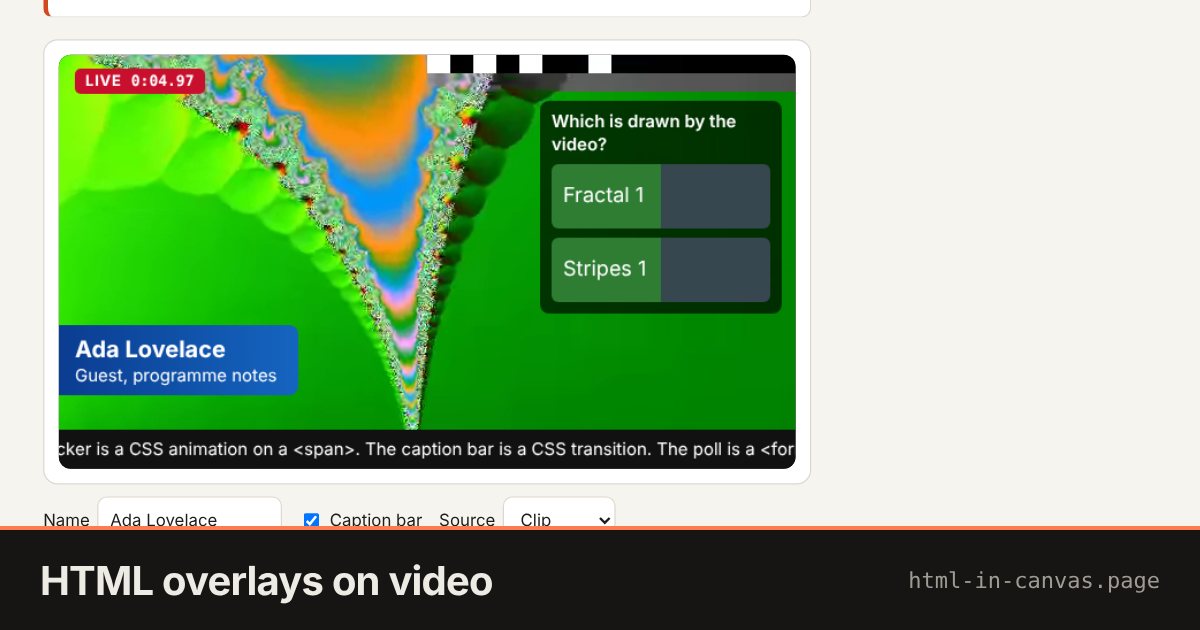 LIVE 0:04.97
Which is drawn by the
video?
Fractal 1
Stripes 1
Ada Lovelace
Guest, programme notes
cker is a CSS animation on a <span>. The caption bar is a CSS transition. The poll is a <for
Name Ada Lovelace Caption bar Source Clip
HTML overlays on video
html-in-canvas.page